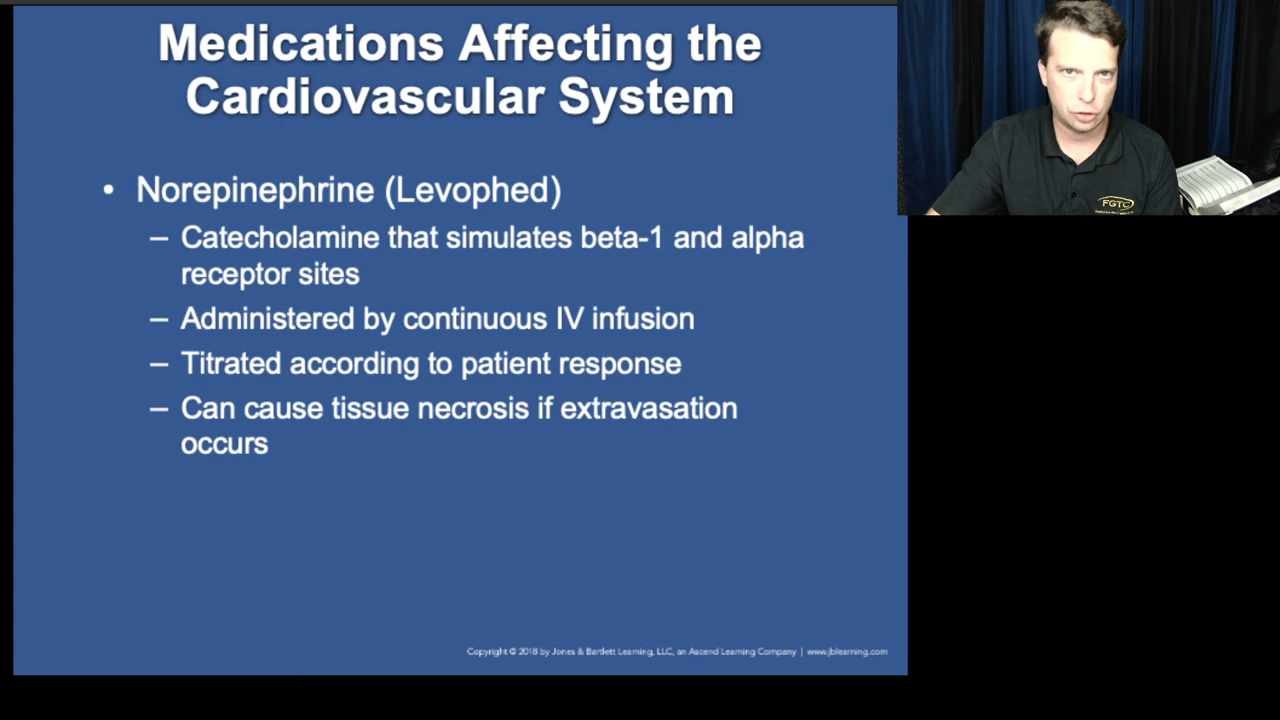 Medications Affecting the
Cardiovascular System
• Norepinephrine (Levophed)
– Catecholamine that simulates beta-1 and alpha
receptor sites
– Administered by continuous IV infusion
– Titrated according to patient response
– Can cause tissue necrosis if extravasation
occurs
Copyright © 2018 by Jones & Bartlett Learning, LLC, an Ascend Learning Company | www.jblearning.com
FGTC